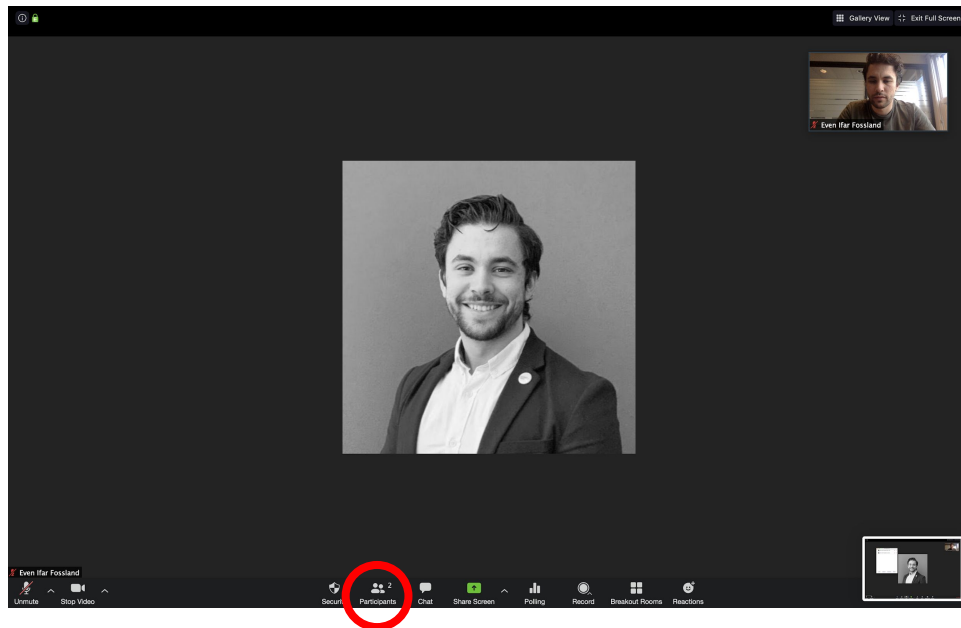 Gallery View Exit Full Screen
Even Ifar Fossland
Even Ifar Fossland
Unmute Stop Video Securit Participants 2 Chat Share Screen Polling Record Breakout Rooms Reactions